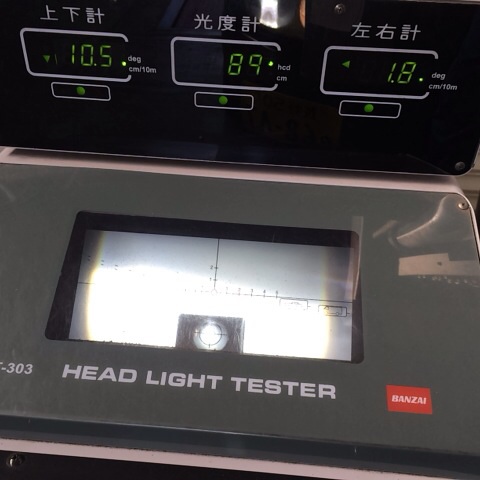 上下計 光度計 左右計
10.5 deg cm/10m
89 hcd cm
1.8 deg cm/10m
-303 HEAD LIGHT TESTER BANZAI